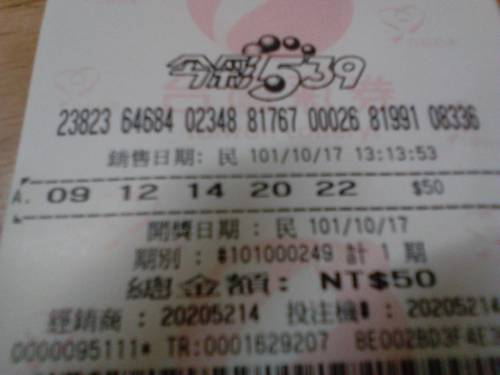 今彩539
23823 64684 02348 81767 00026 81991 08336
銷售日期: 民 101/10/17 13:13:53
A. 09 12 14 20 22 $50
開獎日期 : 民 101/10/17
期別 : #101000249 計 1 期
總金額: NT$50
經銷商 : 20205214 投注機# : 20205214
0000095111* TR:0001629207